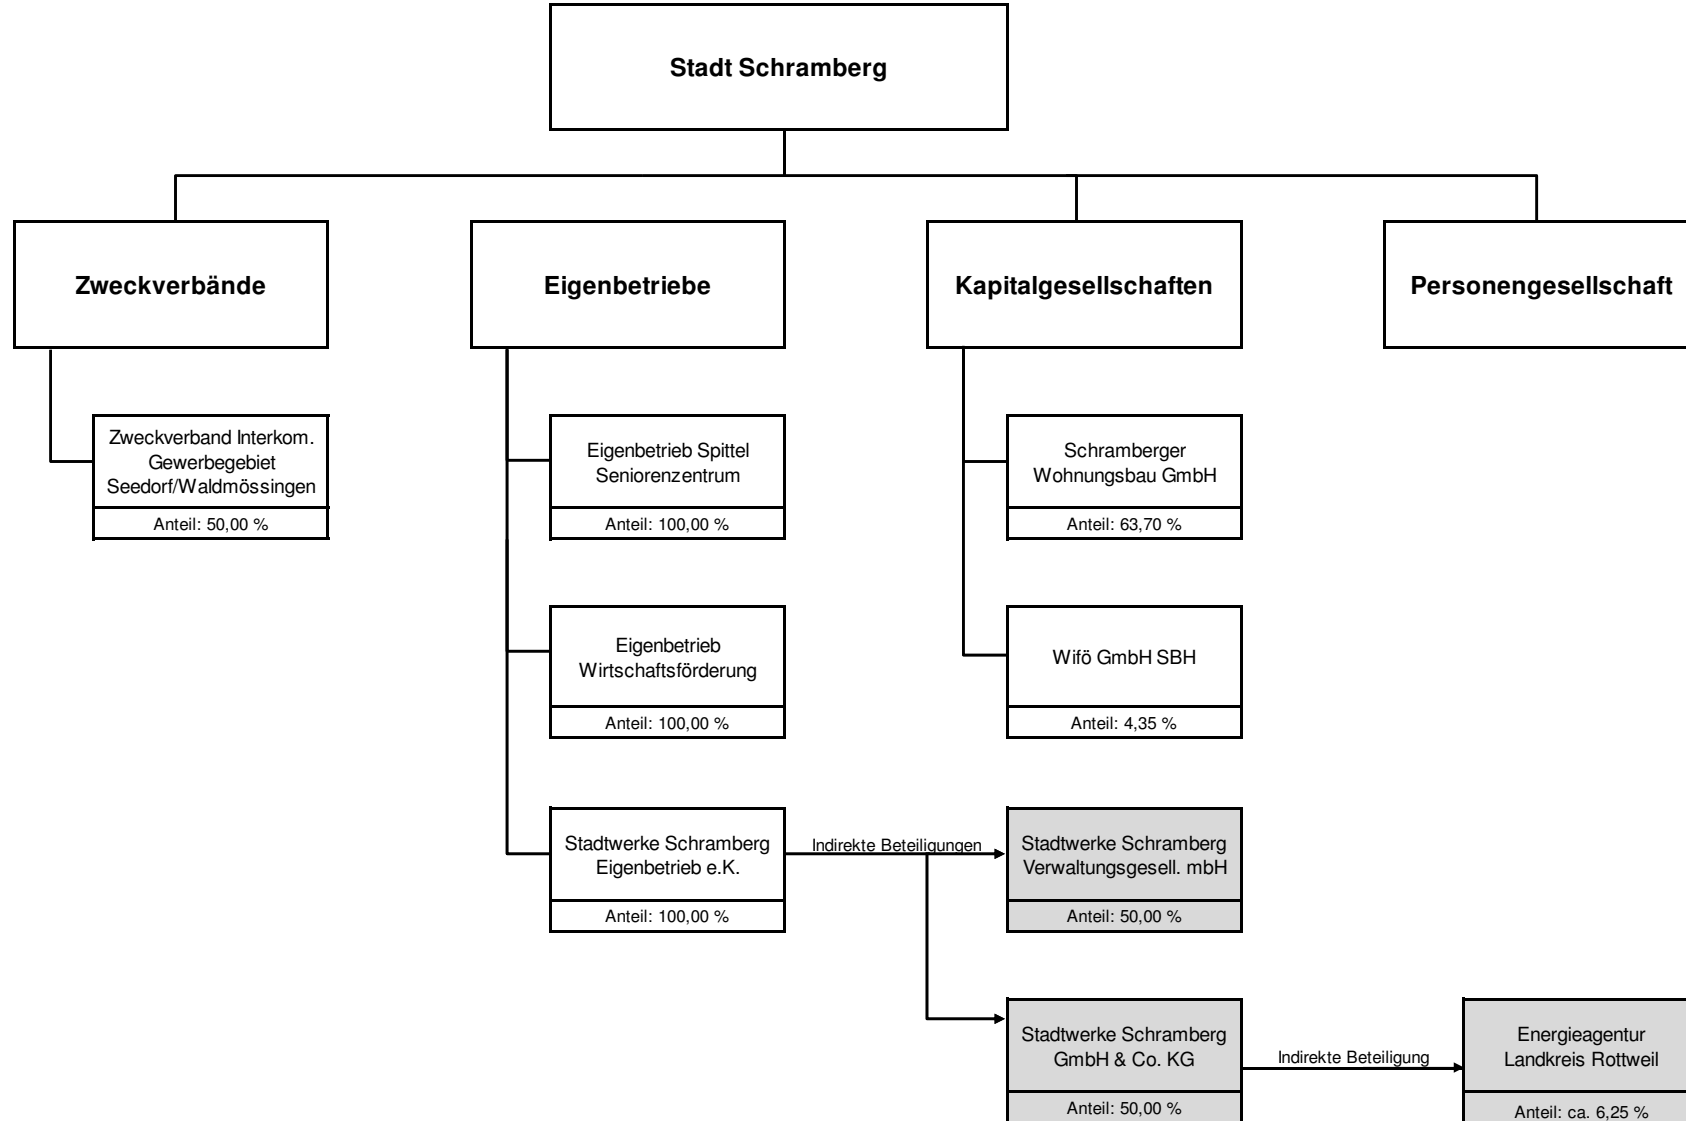 Stadt Schramberg
Zweckverbände
Eigenbetriebe
Kapitalgesellschaften
Personengesellschaft
Zweckverband Interkom.
Gewerbegebiet
Seedorf/Waldmössingen
Anteil: 50,00 %
Eigenbetrieb Spittel
Seniorenzentrum
Anteil: 100,00 %
Schramberger
Wohnungsbau GmbH
Anteil: 63,70 %
Eigenbetrieb
Wirtschaftsförderung
Anteil: 100,00 %
Wifö GmbH SBH
Anteil: 4,35 %
Stadtwerke Schramberg
Eigenbetrieb e.K.
Anteil: 100,00 %
Indirekte Beteiligungen
Stadtwerke Schramberg
Verwaltungsgesell. mbH
Anteil: 50,00 %
Stadtwerke Schramberg
GmbH & Co. KG
Anteil: 50,00 %
Indirekte Beteiligung
Energieagentur
Landkreis Rottweil
Anteil: ca. 6,25 %